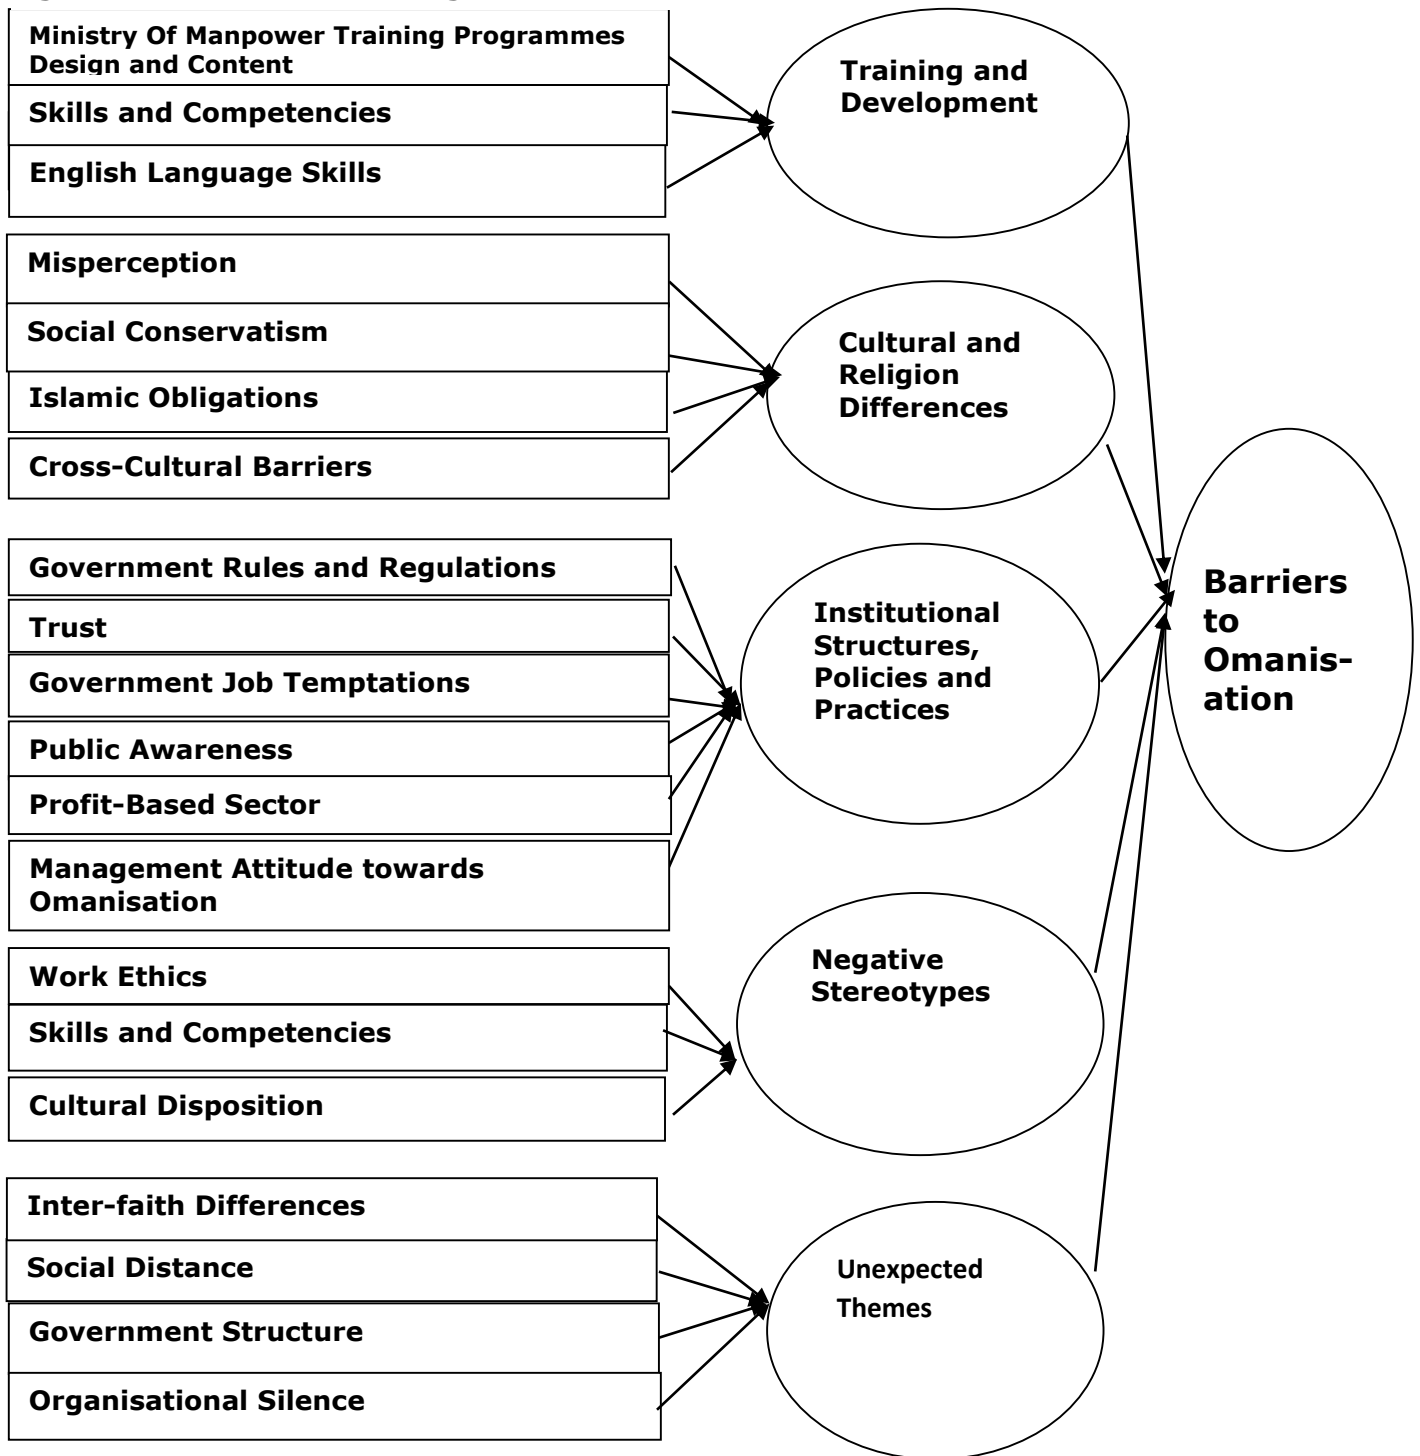 Ministry Of Manpower Training Programmes
Design and Content
Skills and Competencies
English Language Skills
Training and
Development
Misperception
Social Conservatism
Islamic Obligations
Cross-Cultural Barriers
Cultural and
Religion
Differences
Government Rules and Regulations
Trust
Government Job Temptations
Public Awareness
Profit-Based Sector
Management Attitude towards
Omanisation
Institutional
Structures,
Policies and
Practices
Work Ethics
Skills and Competencies
Cultural Disposition
Negative
Stereotypes
Inter-faith Differences
Social Distance
Government Structure
Organisational Silence
Unexpected
Themes
Barriers
to
Omanis-
ation